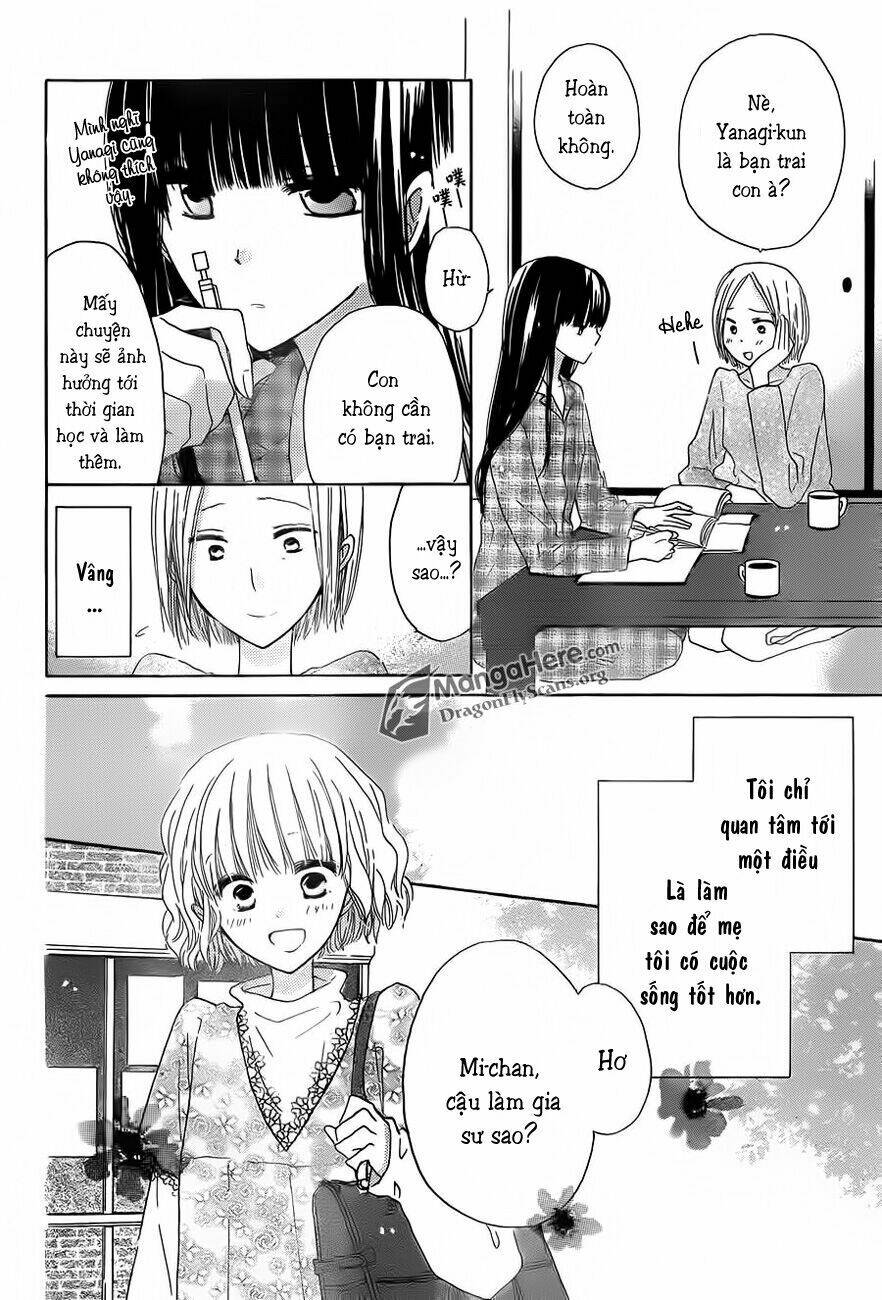 Nè,
Yanagi-kun
là bạn trai
con à?
Hehe
Hoàn
toàn
không.
Mình nghĩ
Yanagi cũng
không thích
vậy.
噗
噗
Hừ-
Con
không cần
có bạn trai.
Mấy
chuyện
này sẽ ảnh
hưởng tới
thời gian
học và làm
thêm.
...vậy
sao...?
Vâng
...
MangaHere.com
DragonFlyScans.org
Tôi chỉ
quan tâm tới
một điều
Là làm
sao để mẹ
tôi có cuộc
sống tốt hơn.
Hơ
Mi-chan,
cậu làm gia
sư sao?